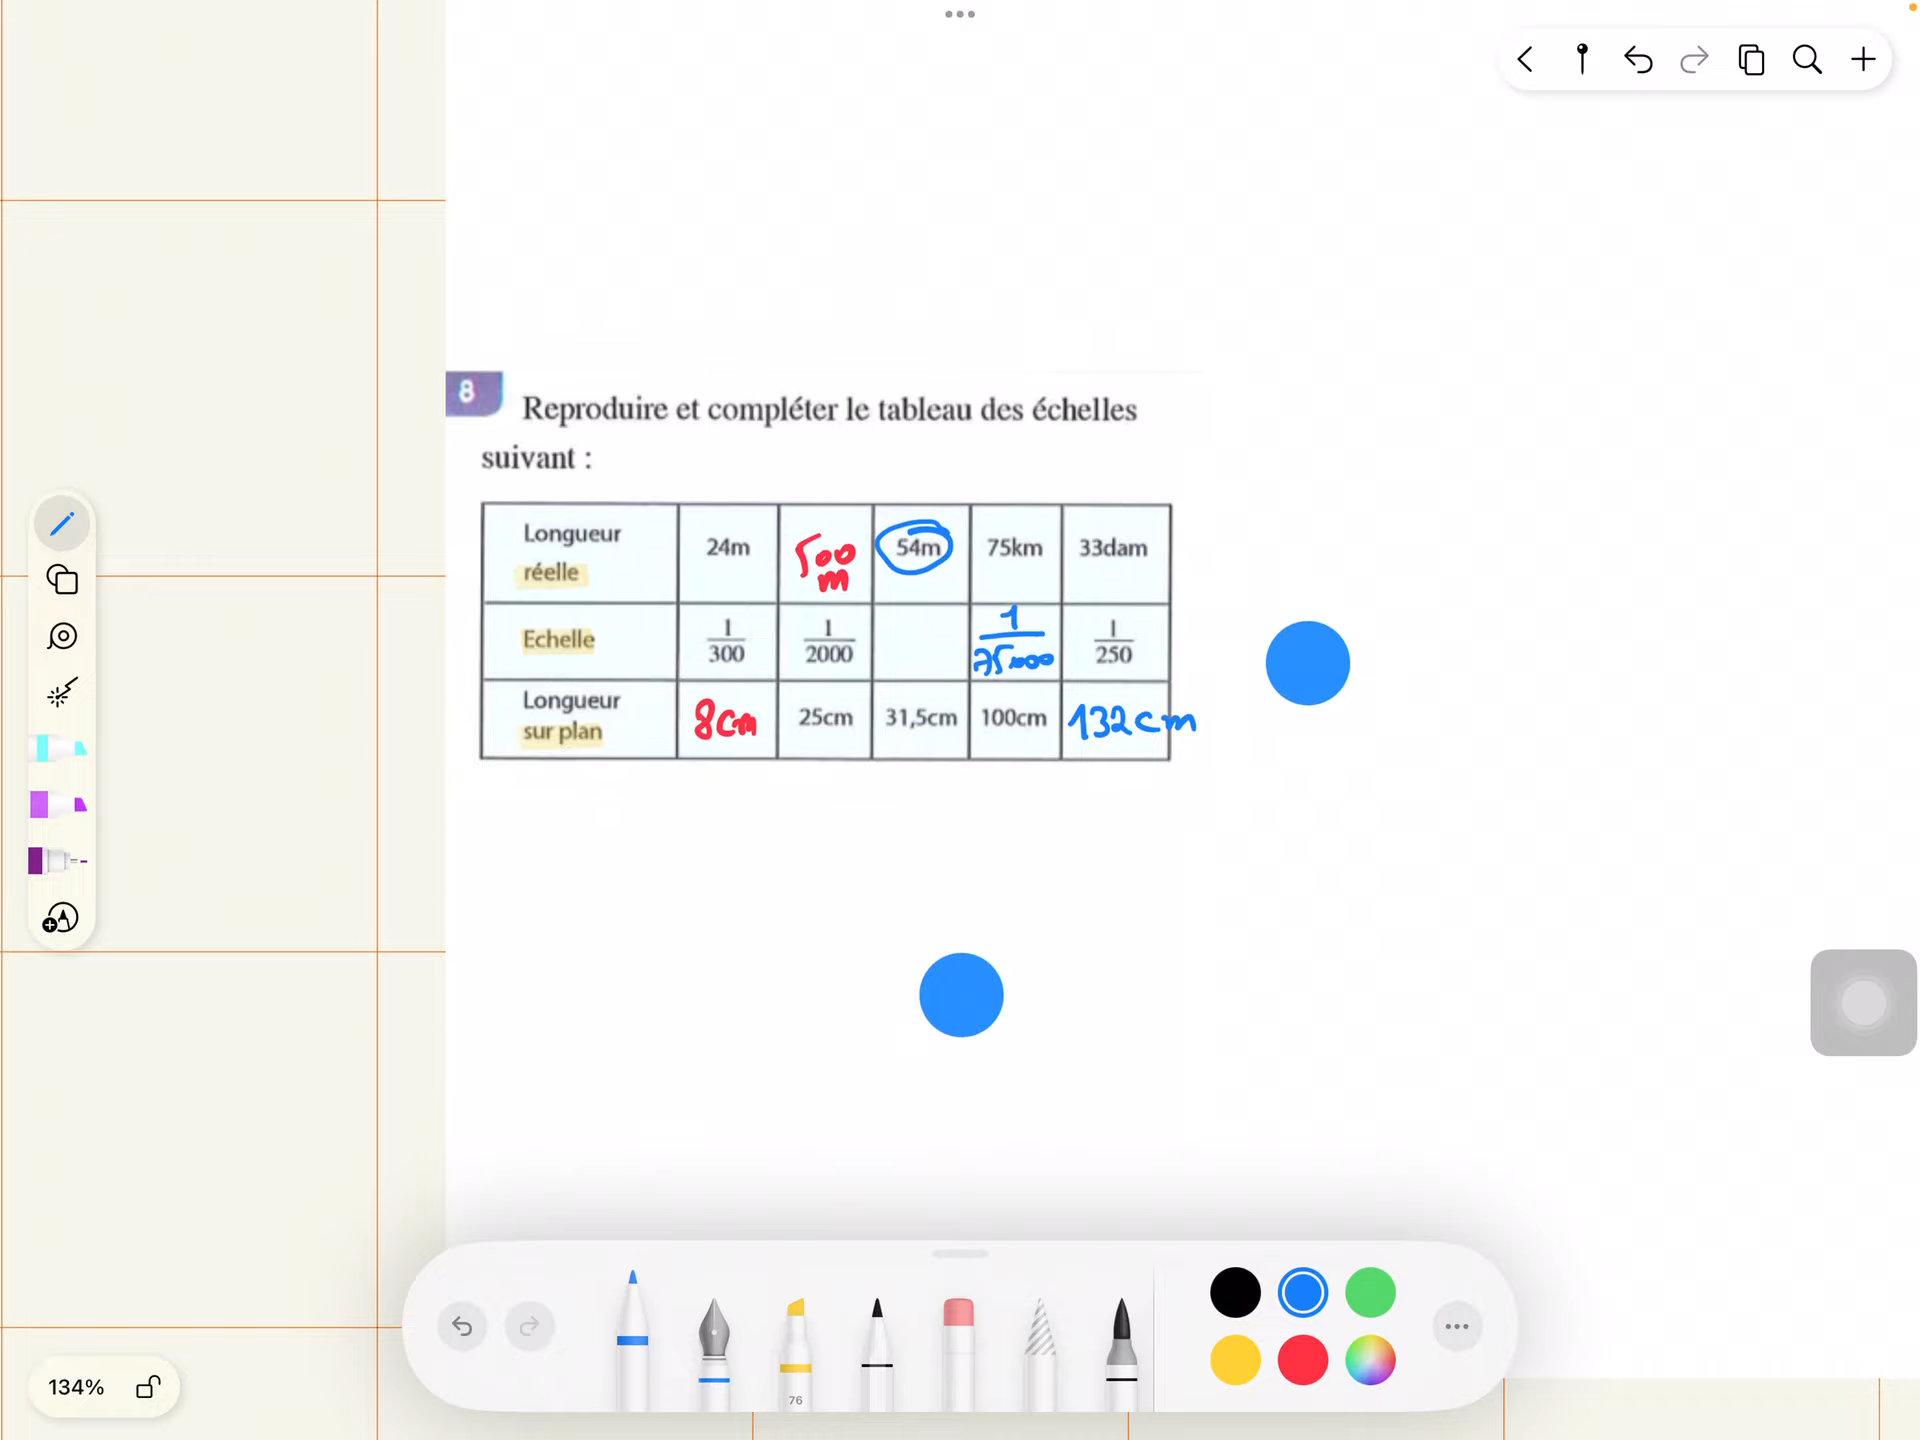 8
Reproduire et compléter le tableau des échelles
suivant :
Longueur réelle 24m 500 m 54m 75km 33dam
Echelle 1/300 1/2000 1/75000 1/250
Longueur sur plan 8cm 25cm 31,5cm 100cm 132cm
76
134%